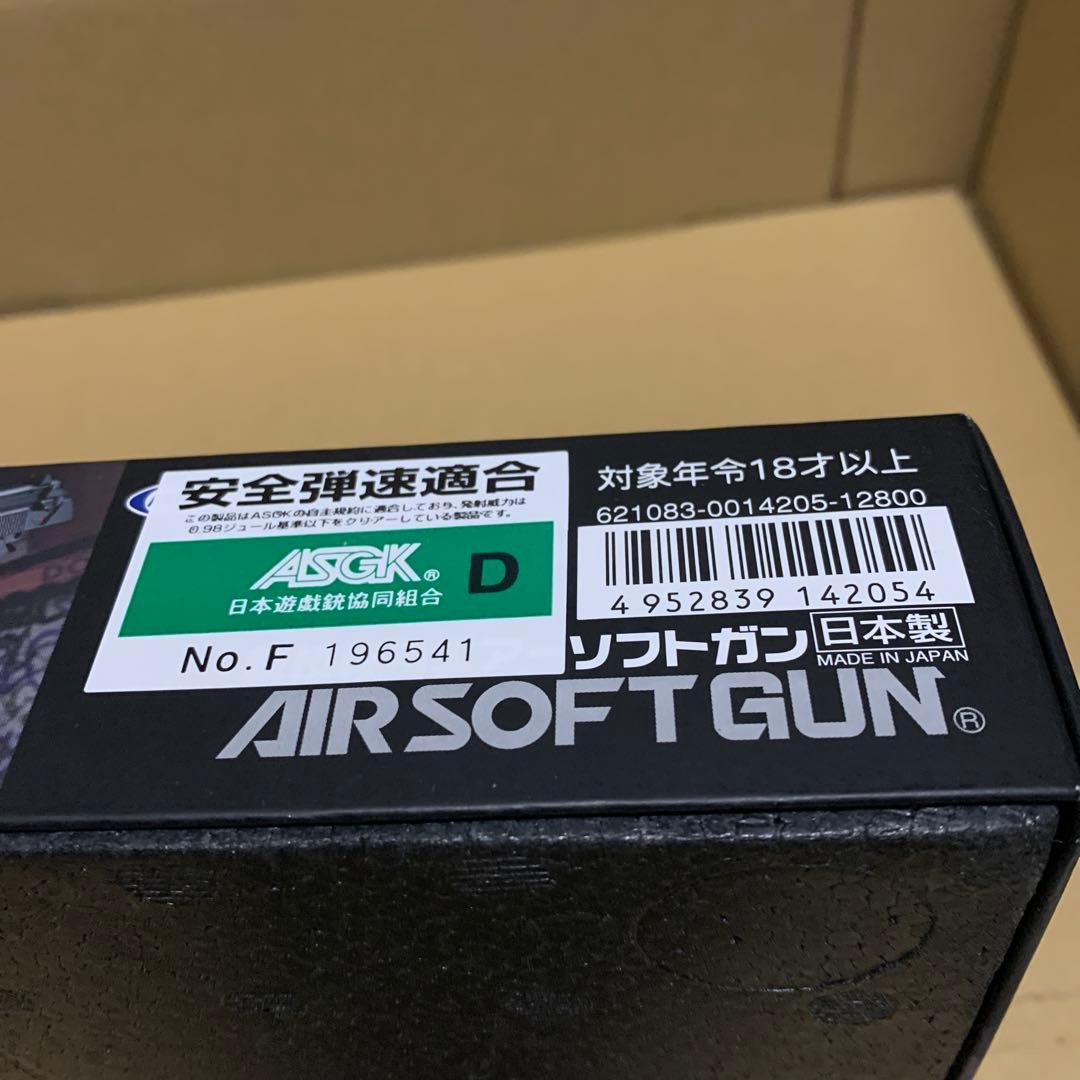 安全弾速適合
この製品はASGKの自主規約に適合しており、発射威力は
0.98ジュール基準以下をクリアーしている製品です。
ASGK® D
日本遊戯銃協同組合
No.F 196541
対象年令18才以上
621083-0014205-12800
4 952839 142054
ソフトガン 日本製
MADE IN JAPAN
AIRSOFT GUN®